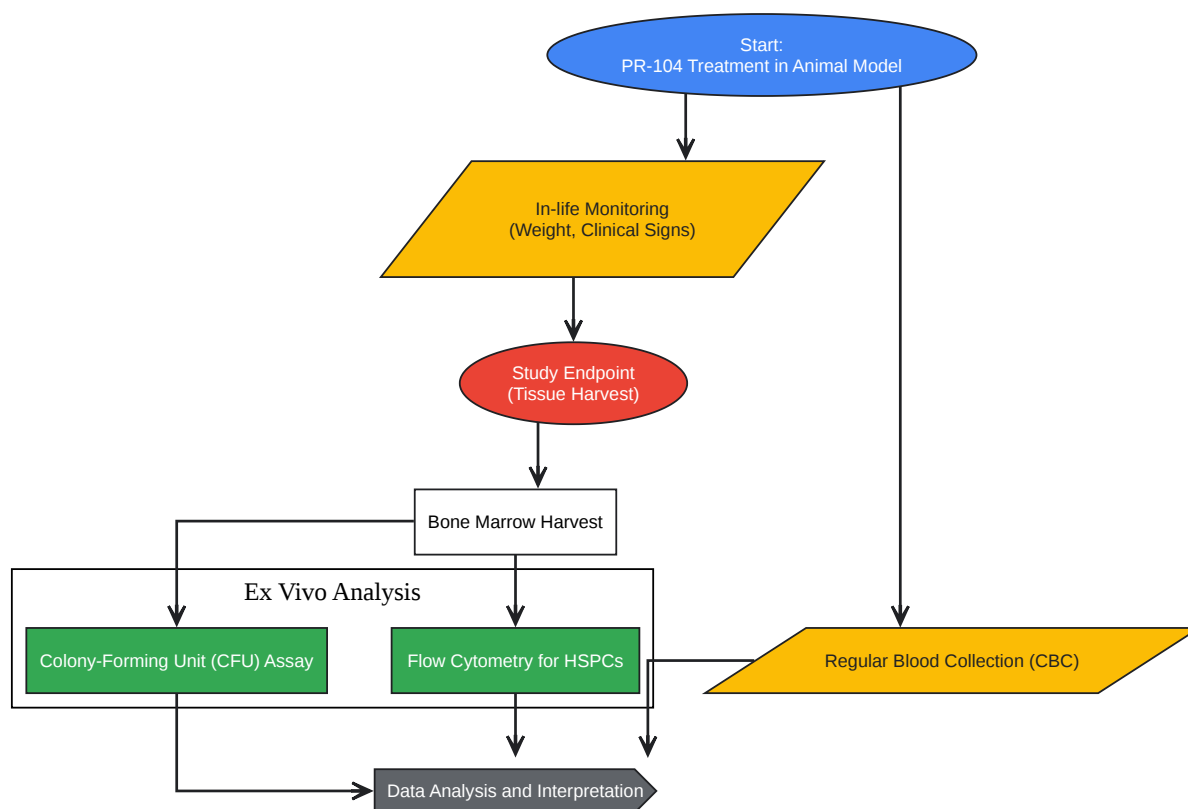 Start:
PR-104 Treatment in Animal Model
In-life Monitoring
(Weight, Clinical Signs)
Study Endpoint
(Tissue Harvest)
Bone Marrow Harvest
Ex Vivo Analysis
Colony-Forming Unit (CFU) Assay
Flow Cytometry for HSPCs
Regular Blood Collection (CBC)
Data Analysis and Interpretation